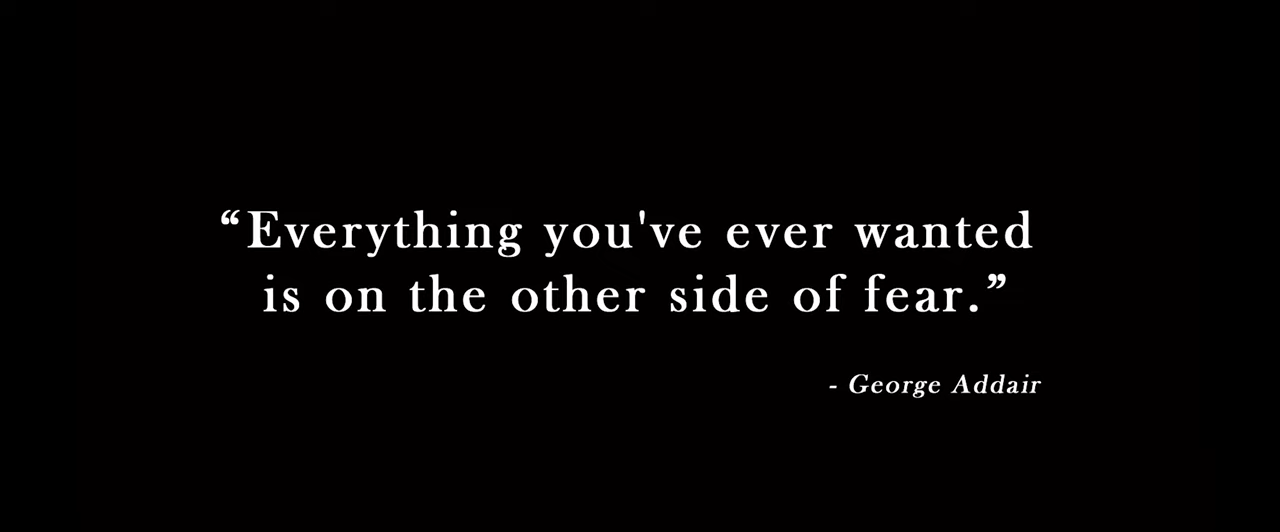 “Everything you've ever wanted
is on the other side of fear.”
- George Addair